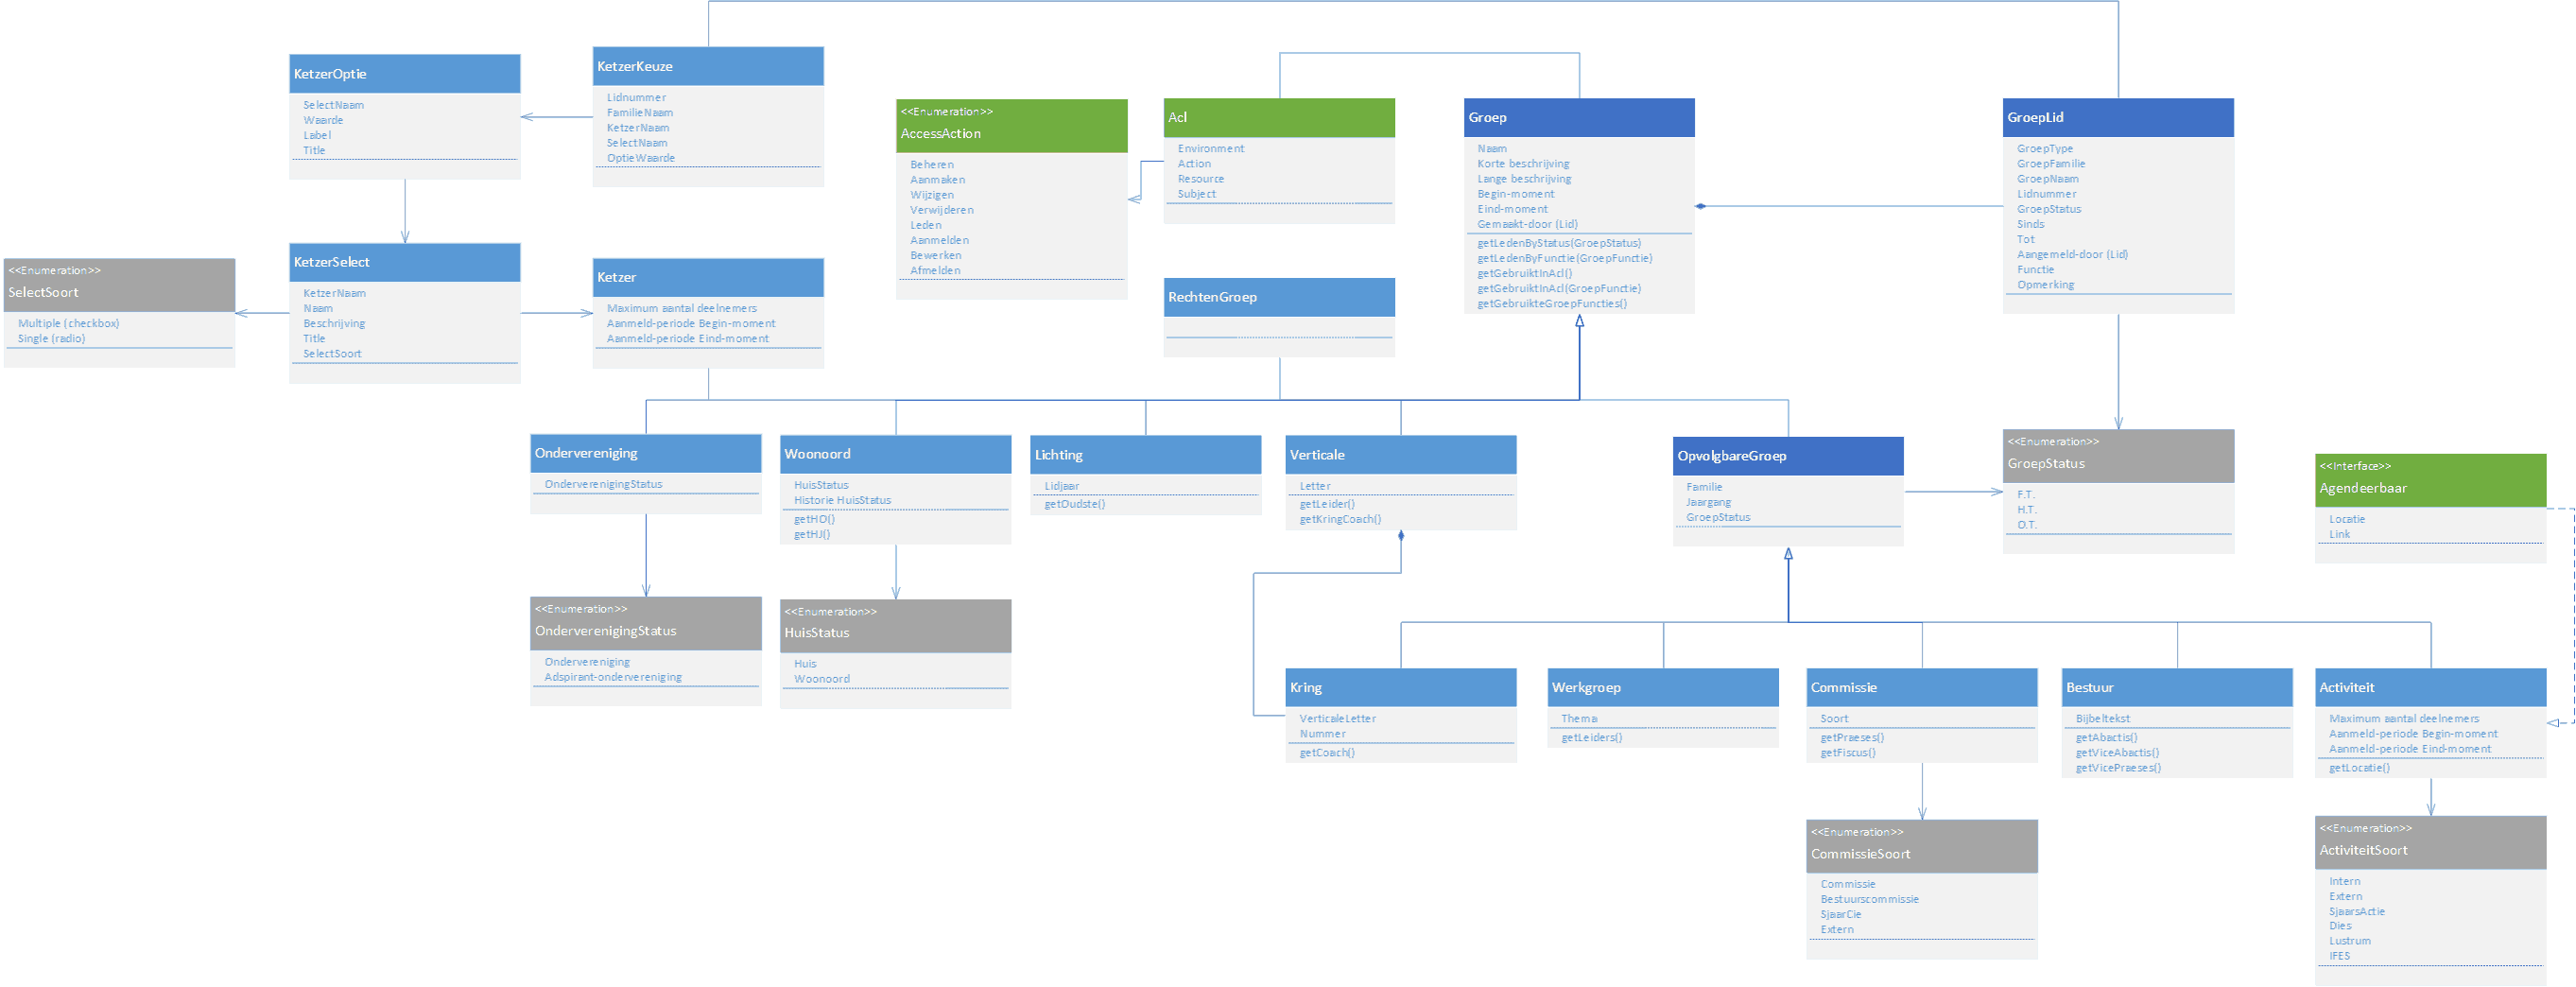 KetzerOptie
SelectNaam
Waarde
Label
Title
KetzerKeuze
Lidnummer
FamilieNaam
KetzerNaam
SelectNaam
OptieWaarde
<<Enumeration>>
AccessAction
Beheren
Aanmaken
Wijzigen
Verwijderen
Leden
Aanmelden
Bewerken
Afmelden
Acl
Environment
Action
Resource
Subject
Groep
Naam
Korte beschrijving
Lange beschrijving
Begin-moment
Eind-moment
Gemaakt-door (Lid)
getLedenByStatus(GroepStatus)
getLedenByFunctie(GroepFunctie)
getGebruiktInAcl()
getGebruiktInAcl(GroepFunctie)
getGebruikteGroepFuncties()
GroepLid
GroepType
GroepFamilie
GroepNaam
Lidnummer
GroepStatus
Sinds
Tot
Aangemeld-door (Lid)
Functie
Opmerking
<<Enumeration>>
SelectSoort
Multiple (checkbox)
Single (radio)
KetzerSelect
KetzerNaam
Naam
Beschrijving
Title
SelectSoort
Ketzer
Maximum aantal deelnemers
Aanmeld-periode Begin-moment
Aanmeld-periode Eind-moment
RechtenGroep
Ondervereniging
OnderverenigingStatus
Woonoord
HuisStatus
Historie HuisStatus
getHO()
getHJ()
Lichting
Lidjaar
getOudste()
Verticale
Letter
getLeider()
getKringCoach()
OpvolgbareGroep
Familie
Jaargang
GroepStatus
<<Enumeration>>
GroepStatus
F.T.
H.T.
O.T.
<<Interface>>
Agendeerbaar
Locatie
Link
<<Enumeration>>
OnderverenigingStatus
Ondervereniging
Adspirant-ondervereniging
<<Enumeration>>
HuisStatus
Huis
Woonoord
Kring
VerticaleLetter
Nummer
getCoach()
Werkgroep
Thema
getLeiders()
Commissie
Soort
getPraeses()
getFiscus()
Bestuur
Bijbeltekst
getAbactis()
getViceAbactis()
getVicePraeses()
Activiteit
Maximum aantal deelnemers
Aanmeld-periode Begin-moment
Aanmeld-periode Eind-moment
getLocatie()
<<Enumeration>>
CommissieSoort
Commissie
Bestuurscommissie
SjaarCie
Extern
<<Enumeration>>
ActiviteitSoort
Intern
Extern
SjaarsActie
Dies
Lustrum
IFES